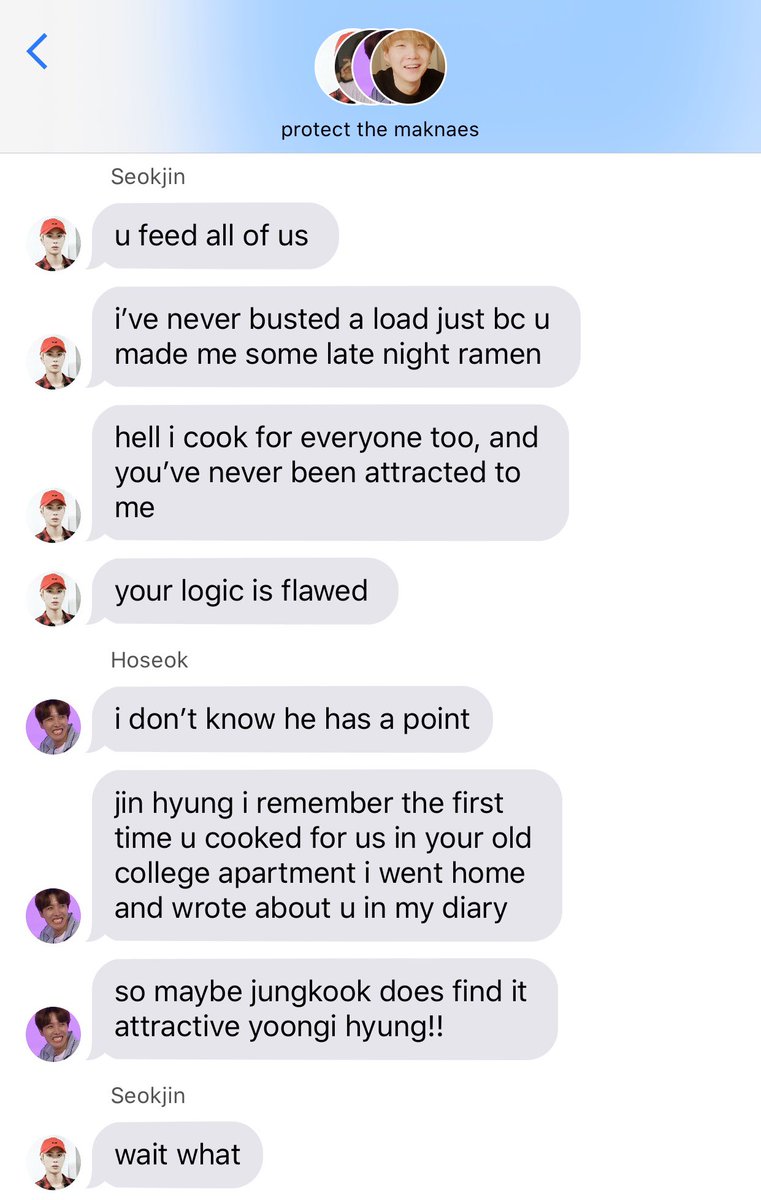 protect the maknaes
Seokjin
u feed all of us
i’ve never busted a load just bc u
made me some late night ramen
hell i cook for everyone too, and
you’ve never been attracted to
me
your logic is flawed
Hoseok
i don’t know he has a point
jin hyung i remember the first
time u cooked for us in your old
college apartment i went home
and wrote about u in my diary
so maybe jungkook does find it
attractive yoongi hyung!!
Seokjin
wait what